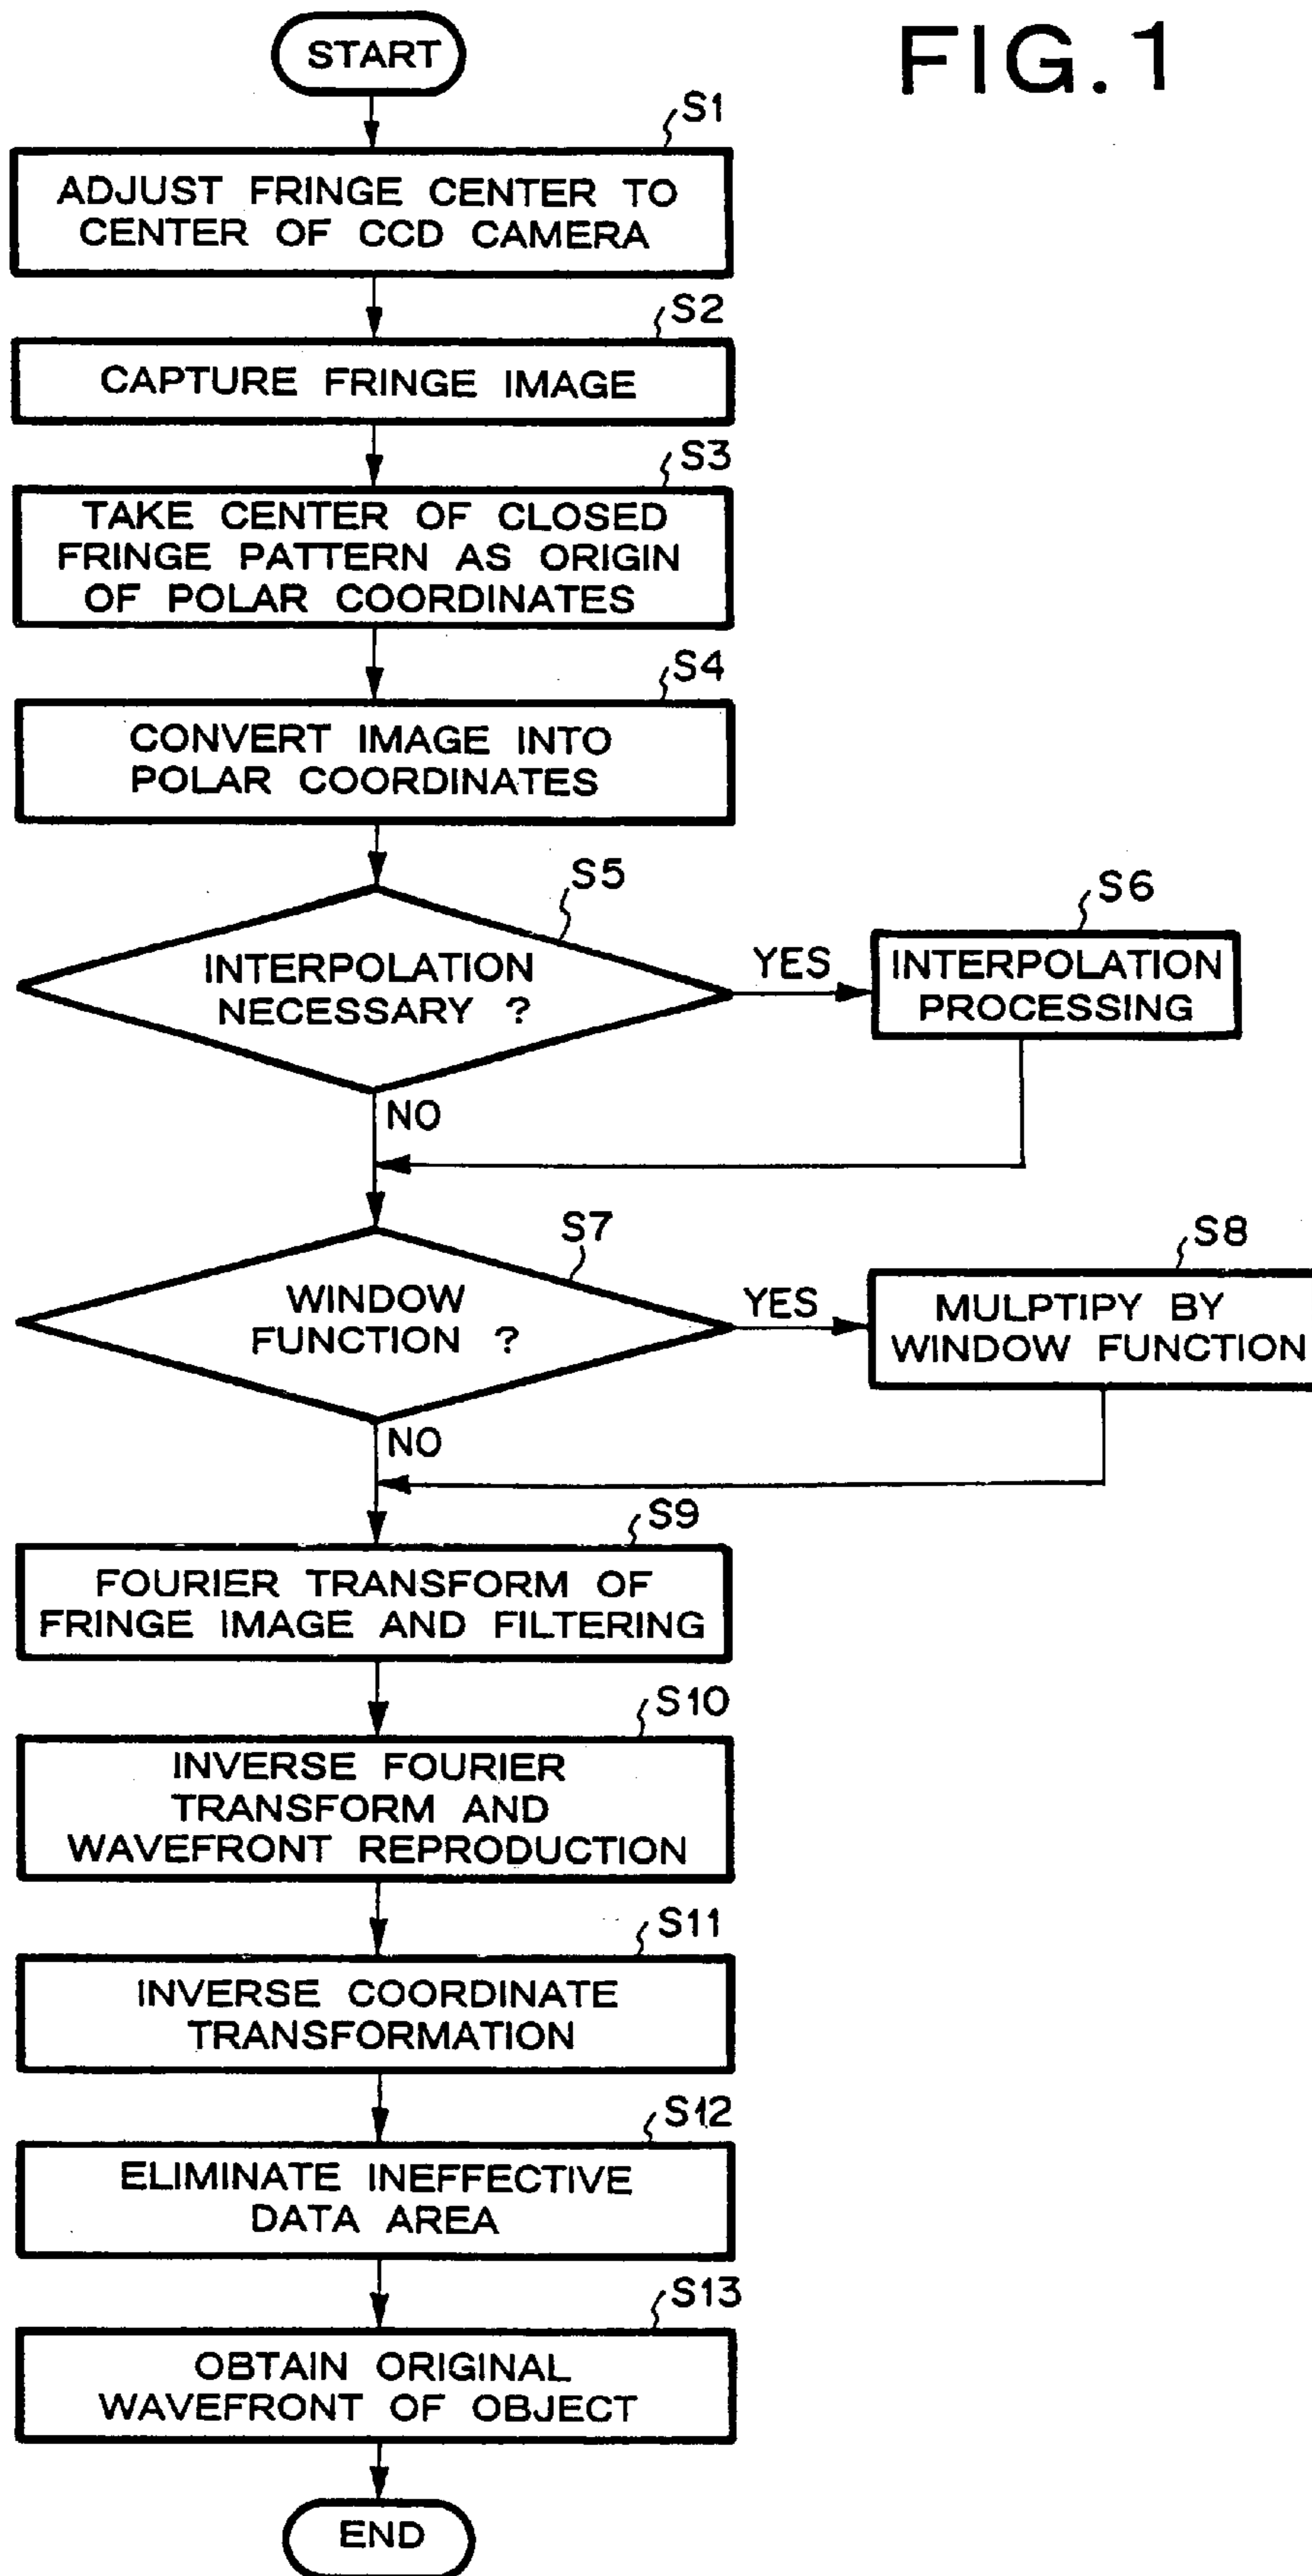 FIG.1
START
S1
ADJUST FRINGE CENTER TO
CENTER OF CCD CAMERA
S2
CAPTURE FRINGE IMAGE
S3
TAKE CENTER OF CLOSED
FRINGE PATTERN AS ORIGIN
OF POLAR COORDINATES
S4
CONVERT IMAGE INTO
POLAR COORDINATES
S5
INTERPOLATION
NECESSARY ?
YES
S6
INTERPOLATION
PROCESSING
NO
S7
WINDOW
FUNCTION ?
YES
S8
MULPTIPY BY
WINDOW FUNCTION
NO
S9
FOURIER TRANSFORM OF
FRINGE IMAGE AND FILTERING
S10
INVERSE FOURIER
TRANSFORM AND
WAVEFRONT REPRODUCTION
S11
INVERSE COORDINATE
TRANSFORMATION
S12
ELIMINATE INEFFECTIVE
DATA AREA
S13
OBTAIN ORIGINAL
WAVEFRONT OF OBJECT
END